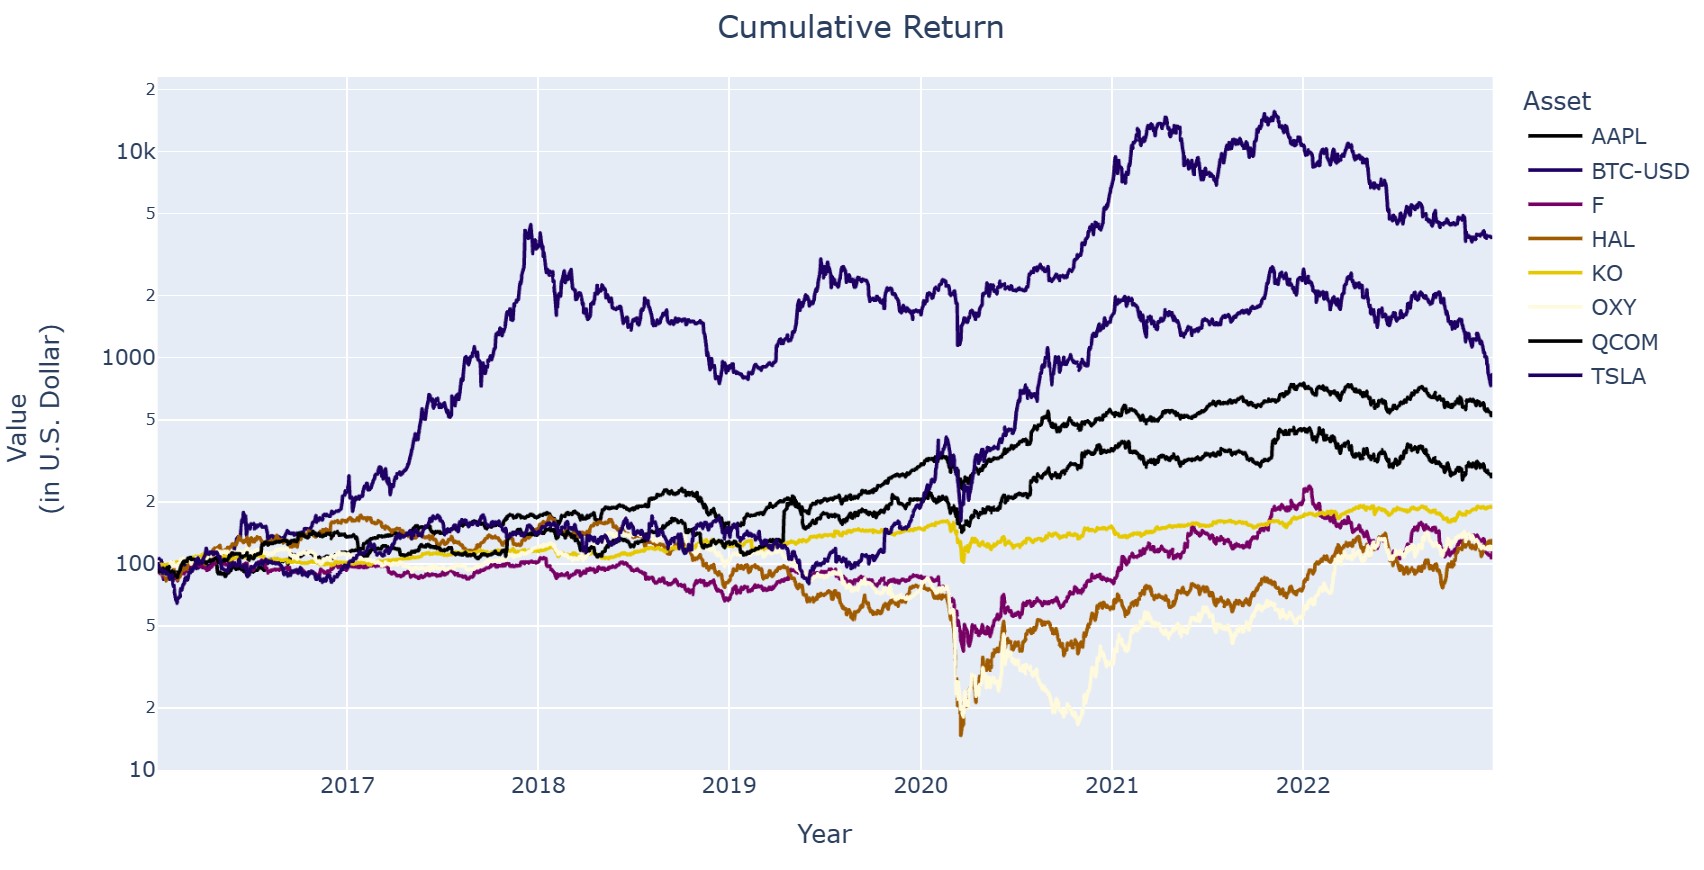 Cumulative Return
2
10k
5
2
1000
5
2
100
5
2
10
Value
(in U.S. Dollar)
2017
2018
2019
2020
2021
2022
Year
Asset
AAPL
BTC-USD
F
HAL
KO
OXY
QCOM
TSLA